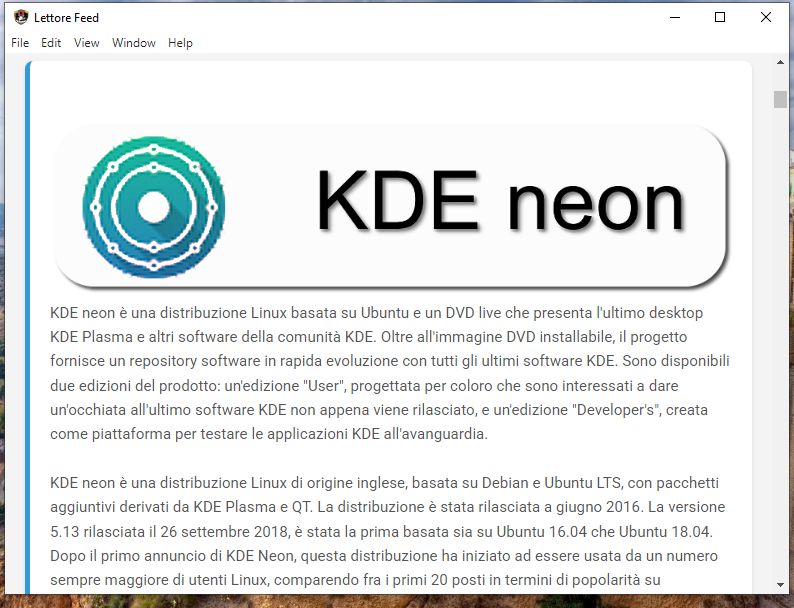 Lettore Feed
File Edit View Window Help
KDE neon
KDE neon è una distribuzione Linux basata su Ubuntu e un DVD live che presenta l'ultimo desktop
KDE Plasma e altri software della comunità KDE. Oltre all'immagine DVD installabile, il progetto
fornisce un repository software in rapida evoluzione con tutti gli ultimi software KDE. Sono disponibili
due edizioni del prodotto: un'edizione "User", progettata per coloro che sono interessati a dare
un'occhiata all'ultimo software KDE non appena viene rilasciato, e un'edizione "Developer's", creata
come piattaforma per testare le applicazioni KDE all'avanguardia.
KDE neon è una distribuzione Linux di origine inglese, basata su Debian e Ubuntu LTS, con pacchetti
aggiuntivi derivati da KDE Plasma e QT. La distribuzione è stata rilasciata a giugno 2016. La versione
5.13 rilasciata il 26 settembre 2018, è stata la prima basata sia su Ubuntu 16.04 che Ubuntu 18.04.
Dopo il primo annuncio di KDE Neon, questa distribuzione ha iniziato ad essere usata da un numero
sempre maggiore di utenti Linux, comparendo fra i primi 20 posti in termini di popolarità su